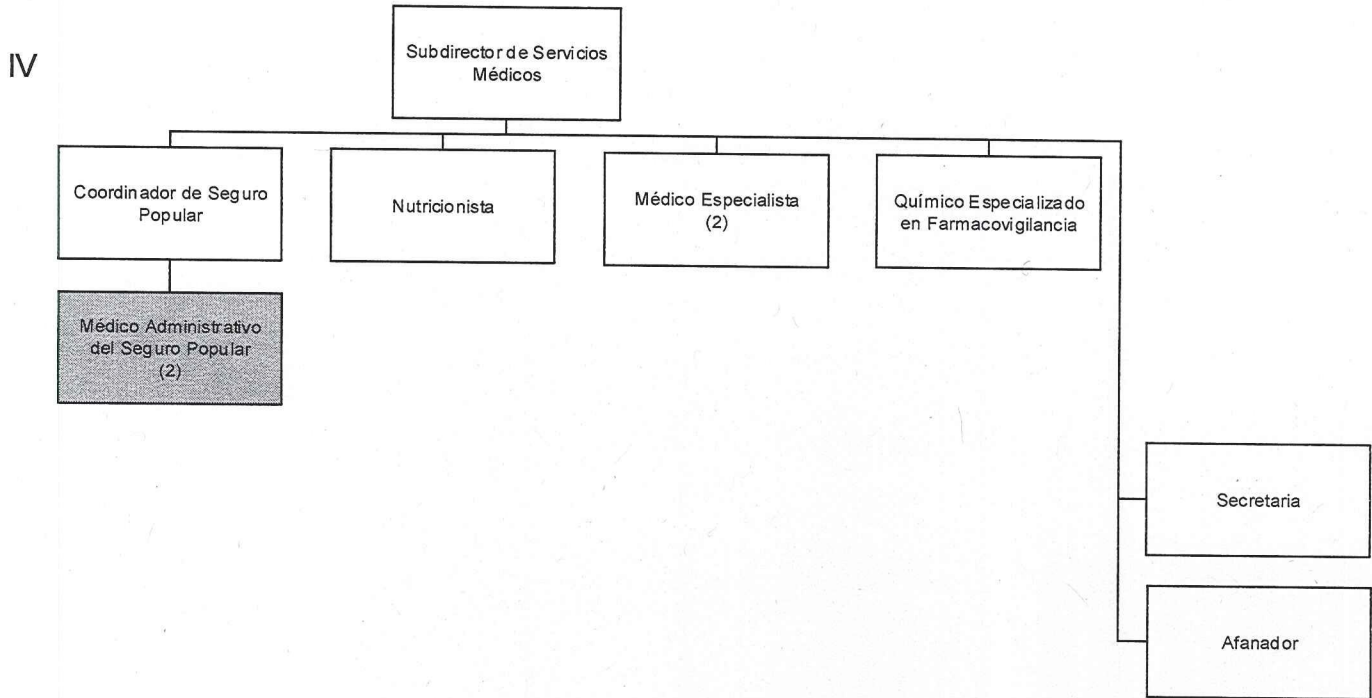 IV
Subdirector de Servicios
Médicos
Coordinador de Seguro
Popular
Nutricionista
Médico Especialista
(2)
Químico Especializado
en Farmacovigilancia
Médico Administrativo
del Seguro Popular
(2)
Secretaria
Afanador